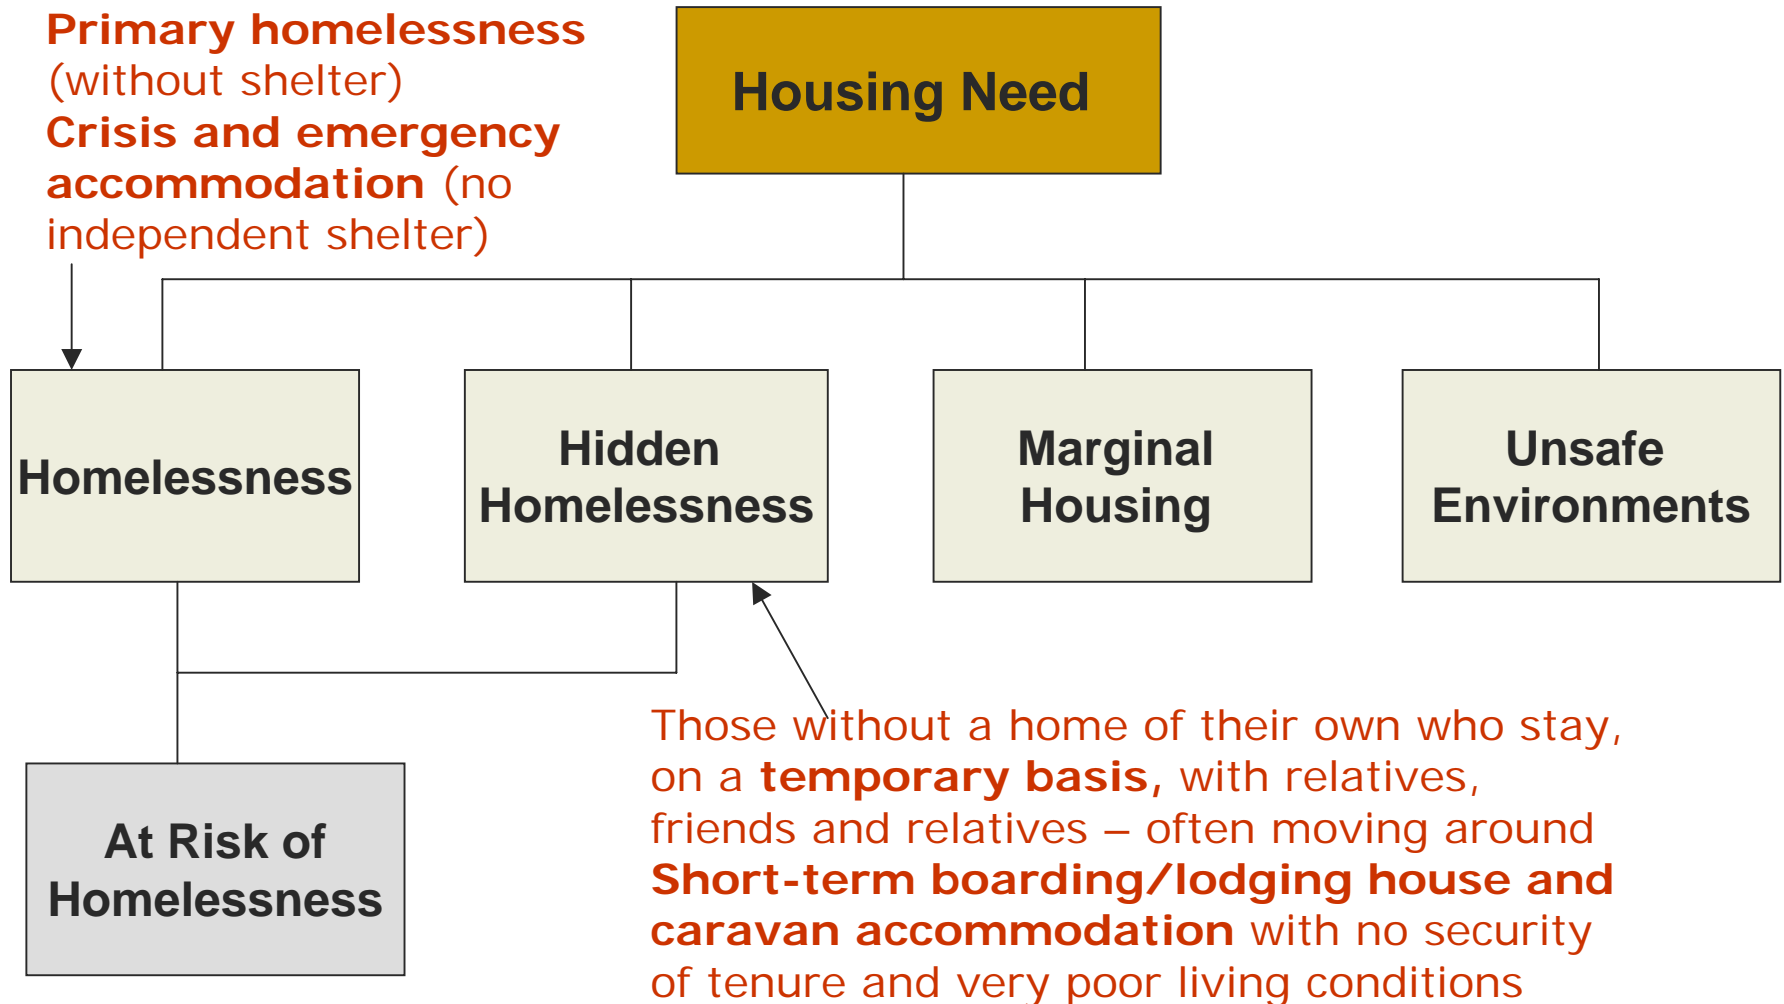 Primary homelessness
(without shelter)
Crisis and emergency
accommodation (no
independent shelter)
Housing Need
Homelessness
Hidden
Homelessness
Marginal
Housing
Unsafe
Environments
At Risk of
Homelessness
Those without a home of their own who stay,
on a temporary basis, with relatives,
friends and relatives – often moving around
Short-term boarding/lodging house and
caravan accommodation with no security
of tenure and very poor living conditions